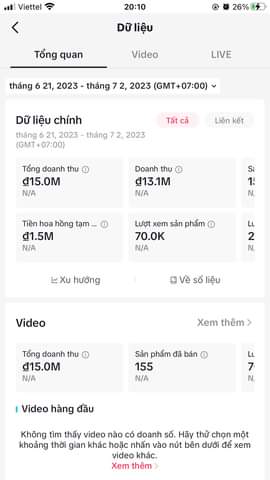 Viettel 20:10 26%
Dữ liệu
Tổng quan Video LIVE
tháng 6 21, 2023 - tháng 7 2, 2023 (GMT+07:00)
Dữ liệu chính Tất cả Liên kết
tháng 6 21, 2023 - tháng 7 2, 2023
(GMT+07:00)
Tổng doanh thu Doanh thu
₫15.0M ₫13.1M
N/A N/A
Tiền hoa hồng tạm ... Lượt xem sản phẩm
₫1.5M 70.0K
N/A N/A
Xu hướng Về số liệu
Video Xem thêm >
Tổng doanh thu Sản phẩm đã bán
₫15.0M 155
N/A N/A
Video hàng đầu
Không tìm thấy video nào có doanh số. Hãy thử chọn một
khoảng thời gian khác hoặc nhấn vào nút bên dưới để xem
video khác.
Xem thêm >